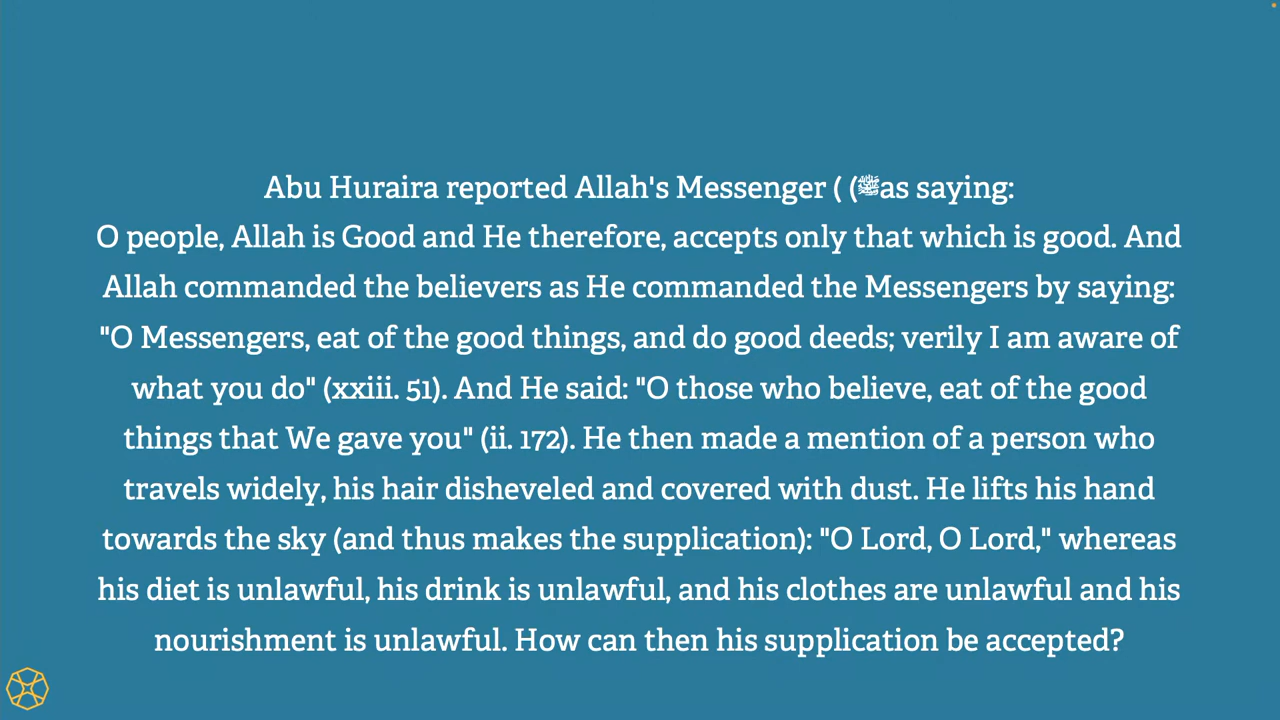 Abu Huraira reported Allah's Messenger ( (ﷺas saying:
O people, Allah is Good and He therefore, accepts only that which is good. And
Allah commanded the believers as He commanded the Messengers by saying:
"O Messengers, eat of the good things, and do good deeds; verily I am aware of
what you do" (xxiii. 51). And He said: "O those who believe, eat of the good
things that We gave you" (ii. 172). He then made a mention of a person who
travels widely, his hair disheveled and covered with dust. He lifts his hand
towards the sky (and thus makes the supplication): "O Lord, O Lord," whereas
his diet is unlawful, his drink is unlawful, and his clothes are unlawful and his
nourishment is unlawful. How can then his supplication be accepted?